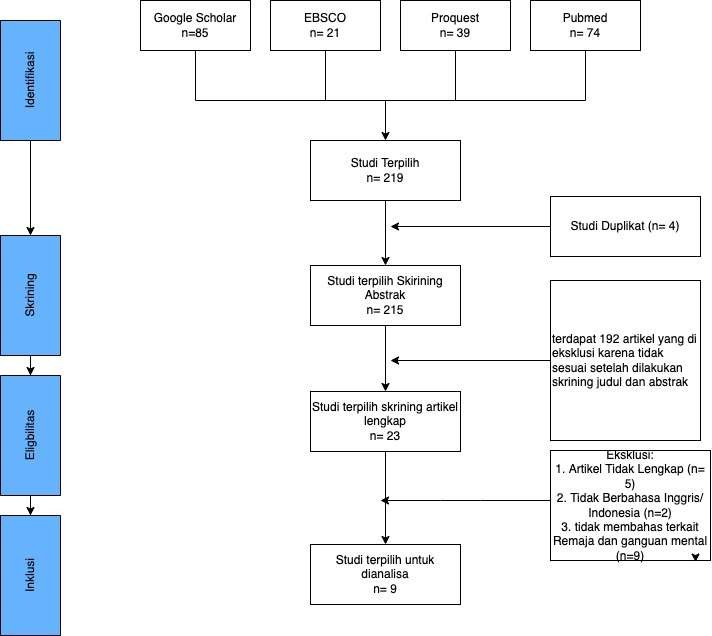 Google Scholar
n=85
EBSCO
n= 21
Proquest
n= 39
Pubmed
n= 74
Identifikasi
Studi Terpilih
n= 219
Studi Duplikat (n= 4)
Skrining
Studi terpilih Skirining
Abstrak
n= 215
terdapat 192 artikel yang di
eksklusi karena tidak
sesuai setelah dilakukan
skrining judul dan abstrak
Eligbilitas
Studi terpilih skrining artikel
lengkap
n= 23
Eksklusi:
1. Artikel Tidak Lengkap (n=
5)
2. Tidak Berbahasa Inggris/
Indonesia (n=2)
3. tidak membahas terkait
Remaja dan ganguan mental
(n=9)
Inklusi
Studi terpilih untuk
dianalisa
n= 9